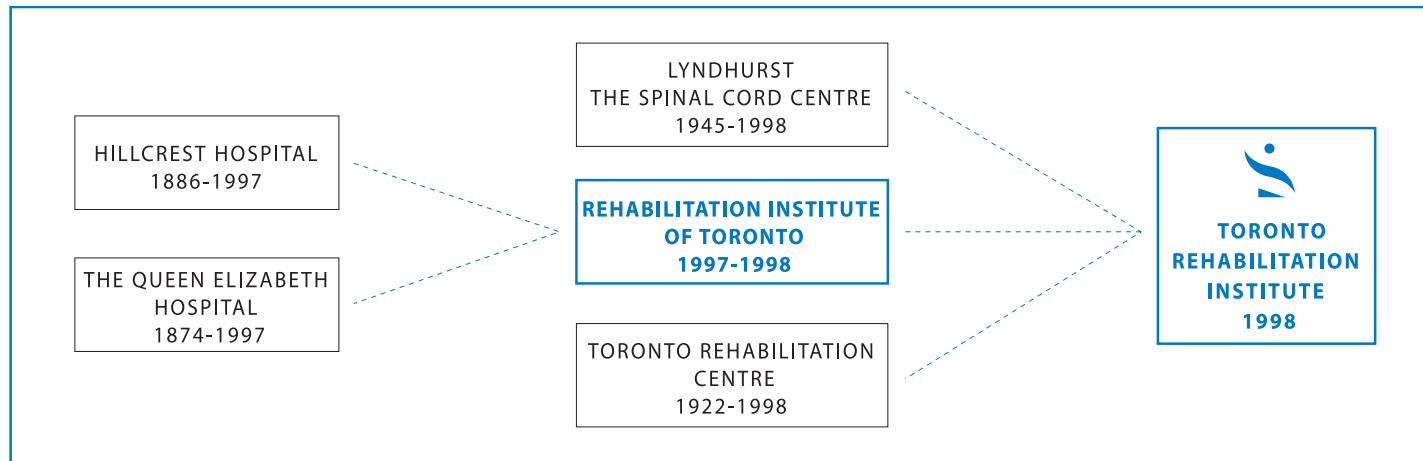 HILLCREST HOSPITAL
1886-1997
THE QUEEN ELIZABETH
HOSPITAL
1874-1997
LYNDHURST
THE SPINAL CORD CENTRE
1945-1998
REHABILITATION INSTITUTE
OF TORONTO
1997-1998
TORONTO REHABILITATION
CENTRE
1922-1998
TORONTO
REHABILITATION
INSTITUTE
1998